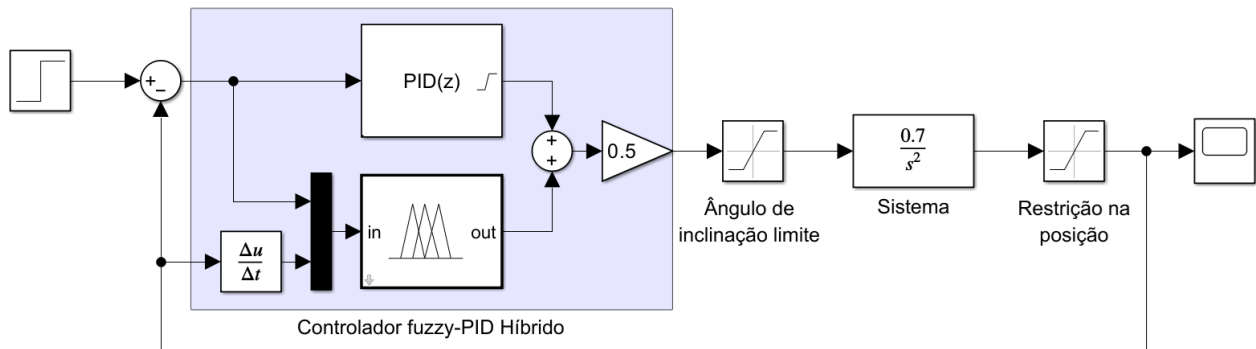 +
−
PID(z)
+
+
0.5
in
out
Δu
Δt
Controlador fuzzy-PID Híbrido
Ângulo de
inclinação limite
0.7
s²
Sistema
Restrição na
posição